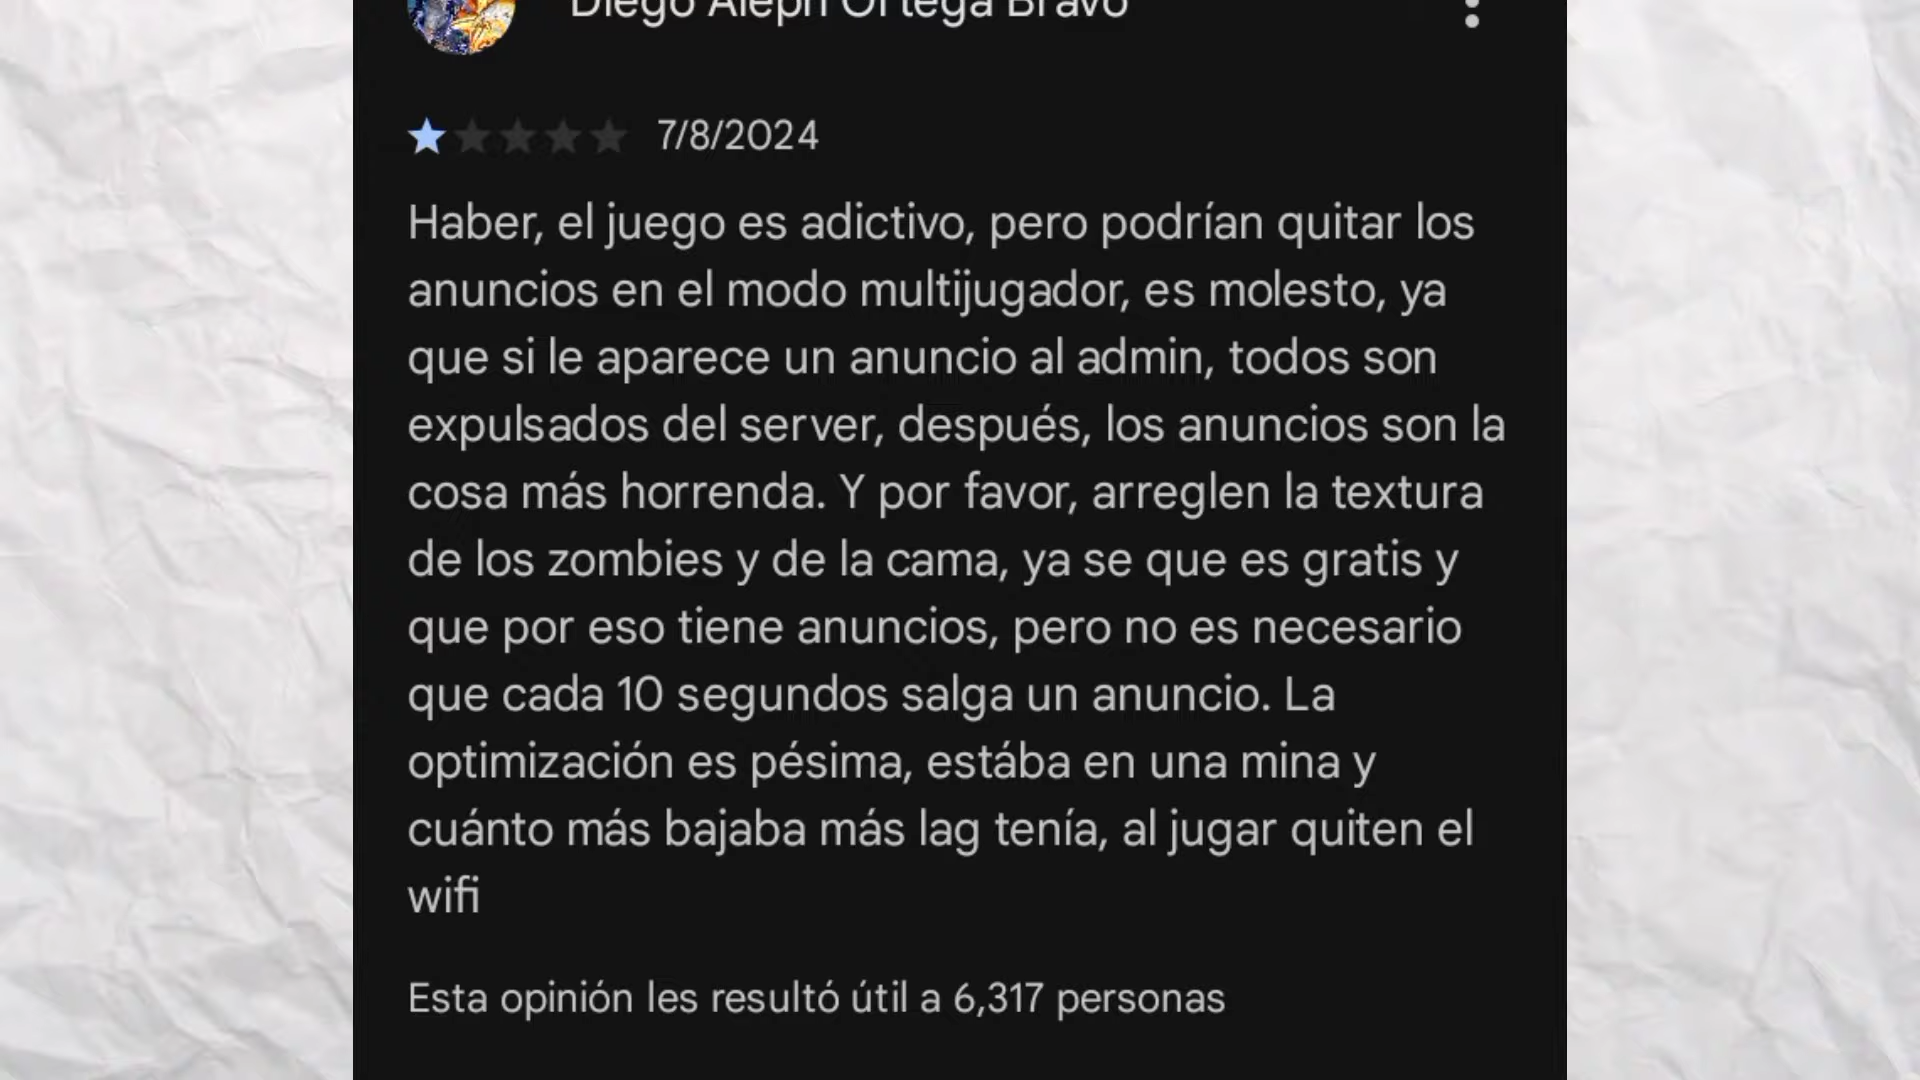 Diego Aleph Ortega Bravo
7/8/2024
Haber, el juego es adictivo, pero podrían quitar los
anuncios en el modo multijugador, es molesto, ya
que si le aparece un anuncio al admin, todos son
expulsados del server, después, los anuncios son la
cosa más horrenda. Y por favor, arreglen la textura
de los zombies y de la cama, ya se que es gratis y
que por eso tiene anuncios, pero no es necesario
que cada 10 segundos salga un anuncio. La
optimización es pésima, estába en una mina y
cuánto más bajaba más lag tenía, al jugar quiten el
wifi
Esta opinión les resultó útil a 6,317 personas